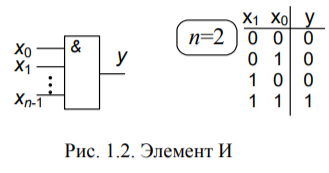 x₀
x₁
⋮
xₙ₋₁
&
y
n=2
x₁ x₀ y
0 0 0
0 1 0
1 0 0
1 1 1
Рис. 1.2. Элемент И